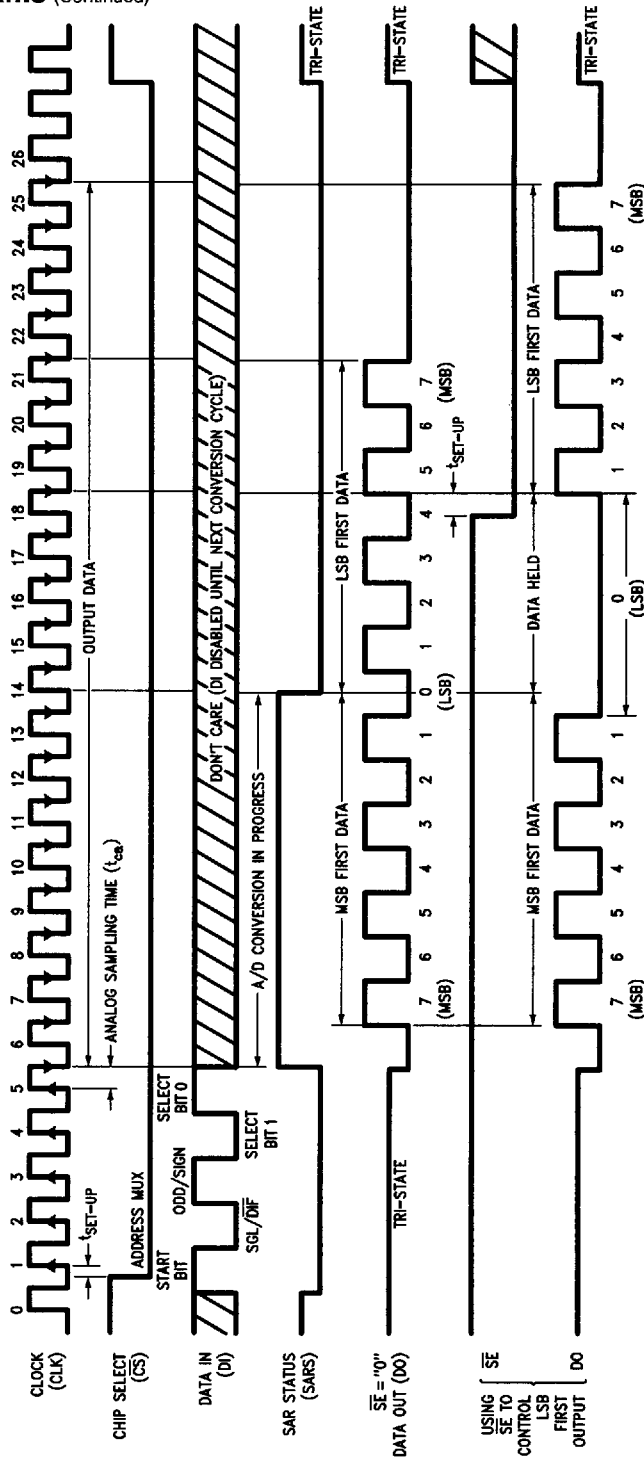 (Continued)
CLOCK
(CLK)
0 1 2 3 4 5 6 7 8 9 10 11 12 13 14 15 16 17 18 19 20 21 22 23 24 25 26
tSET-UP
ANALOG SAMPLING TIME (tca)
OUTPUT DATA
CHIP SELECT
(CS)
ADDRESS MUX
START
BIT
SGL/DIF
ODD/SIGN
SELECT
BIT 1
SELECT
BIT 0
DATA IN
(DI)
DON'T CARE (DI DISABLED UNTIL NEXT CONVERSION CYCLE)
A/D CONVERSION IN PROGRESS
SAR STATUS
(SARS)
TRI-STATE
MSB FIRST DATA
LSB FIRST DATA
SE = "0"
DATA OUT (DO)
TRI-STATE
TRI-STATE
7 6 5 4 3 2 1 0 1 2 3 4 5 6 7
(MSB)
(LSB)
(MSB)
tSET-UP
USING
SE TO
CONTROL
LSB
FIRST
OUTPUT
SE
MSB FIRST DATA
DATA HELD
LSB FIRST DATA
DO
TRI-STATE
7 6 5 4 3 2 1 0 1 2 3 4 5 6 7
(MSB)
(LSB)
(MSB)